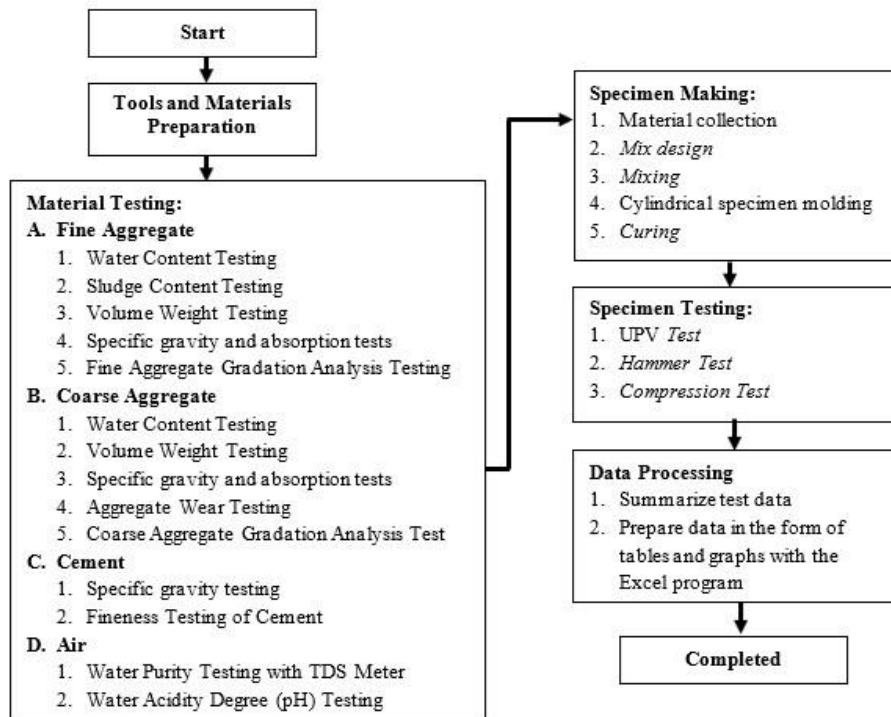 Start
Tools and Materials
Preparation
Material Testing:
A. Fine Aggregate
1. Water Content Testing
2. Sludge Content Testing
3. Volume Weight Testing
4. Specific gravity and absorption tests
5. Fine Aggregate Gradation Analysis Testing
B. Coarse Aggregate
1. Water Content Testing
2. Volume Weight Testing
3. Specific gravity and absorption tests
4. Aggregate Wear Testing
5. Coarse Aggregate Gradation Analysis Test
C. Cement
1. Specific gravity testing
2. Fineness Testing of Cement
D. Air
1. Water Purity Testing with TDS Meter
2. Water Acidity Degree (pH) Testing
Specimen Making:
1. Material collection
2. Mix design
3. Mixing
4. Cylindrical specimen molding
5. Curing
Specimen Testing:
1. UPV Test
2. Hammer Test
3. Compression Test
Data Processing
1. Summarize test data
2. Prepare data in the form of
tables and graphs with the
Excel program
Completed